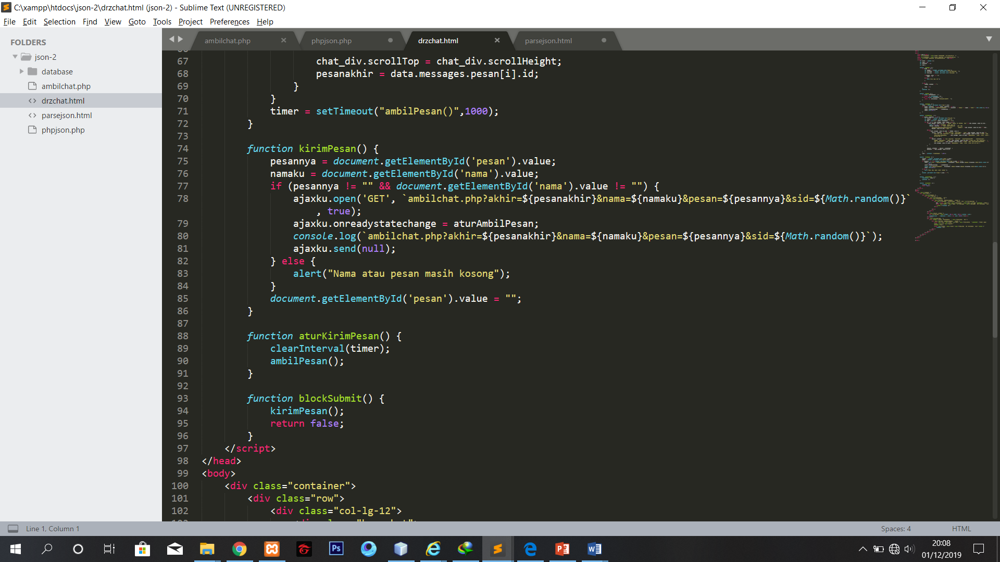 C:\xampp\htdocs\json-2\drzchat.html (json-2) - Sublime Text (UNREGISTERED)
File Edit Selection Find View Goto Tools Project Preferences Help
FOLDERS
json-2
database
ambilchat.php
drzchat.html
parsejson.html
phpjson.php
ambilchat.php phpjson.php drzchat.html parsejson.html
67 chat_div.scrollTop = chat_div.scrollHeight;
68 pesanakhir = data.messages.pesan[i].id;
69 }
70 }
71 timer = setTimeout("ambilPesan()",1000);
72 }
73
74 function kirimPesan() {
75 pesannya = document.getElementById('pesan').value;
76 namaku = document.getElementById('nama').value;
77 if (pesannya != "" && document.getElementById('nama').value != "") {
78 ajaxku.open('GET', `ambilchat.php?akhir=${pesanakhir}&nama=${namaku}&pesan=${pesannya}&sid=${Math.random()}`
, true);
79 ajaxku.onreadystatechange = aturAmbilPesan;
80 console.log(`ambilchat.php?akhir=${pesanakhir}&nama=${namaku}&pesan=${pesannya}&sid=${Math.random()}`);
81 ajaxku.send(null);
82 } else {
83 alert("Nama atau pesan masih kosong");
84 }
85 document.getElementById('pesan').value = "";
86 }
87
88 function aturKirimPesan() {
89 clearInterval(timer);
90 ambilPesan();
91 }
92
93 function blockSubmit() {
94 kirimPesan();
95 return false;
96 }
97 </script>
98 </head>
99 <body>
100 <div class="container">
101 <div class="row">
102 <div class="col-lg-12">
Line 1, Column 1
Spaces: 4
HTML
20:08
01/12/2019